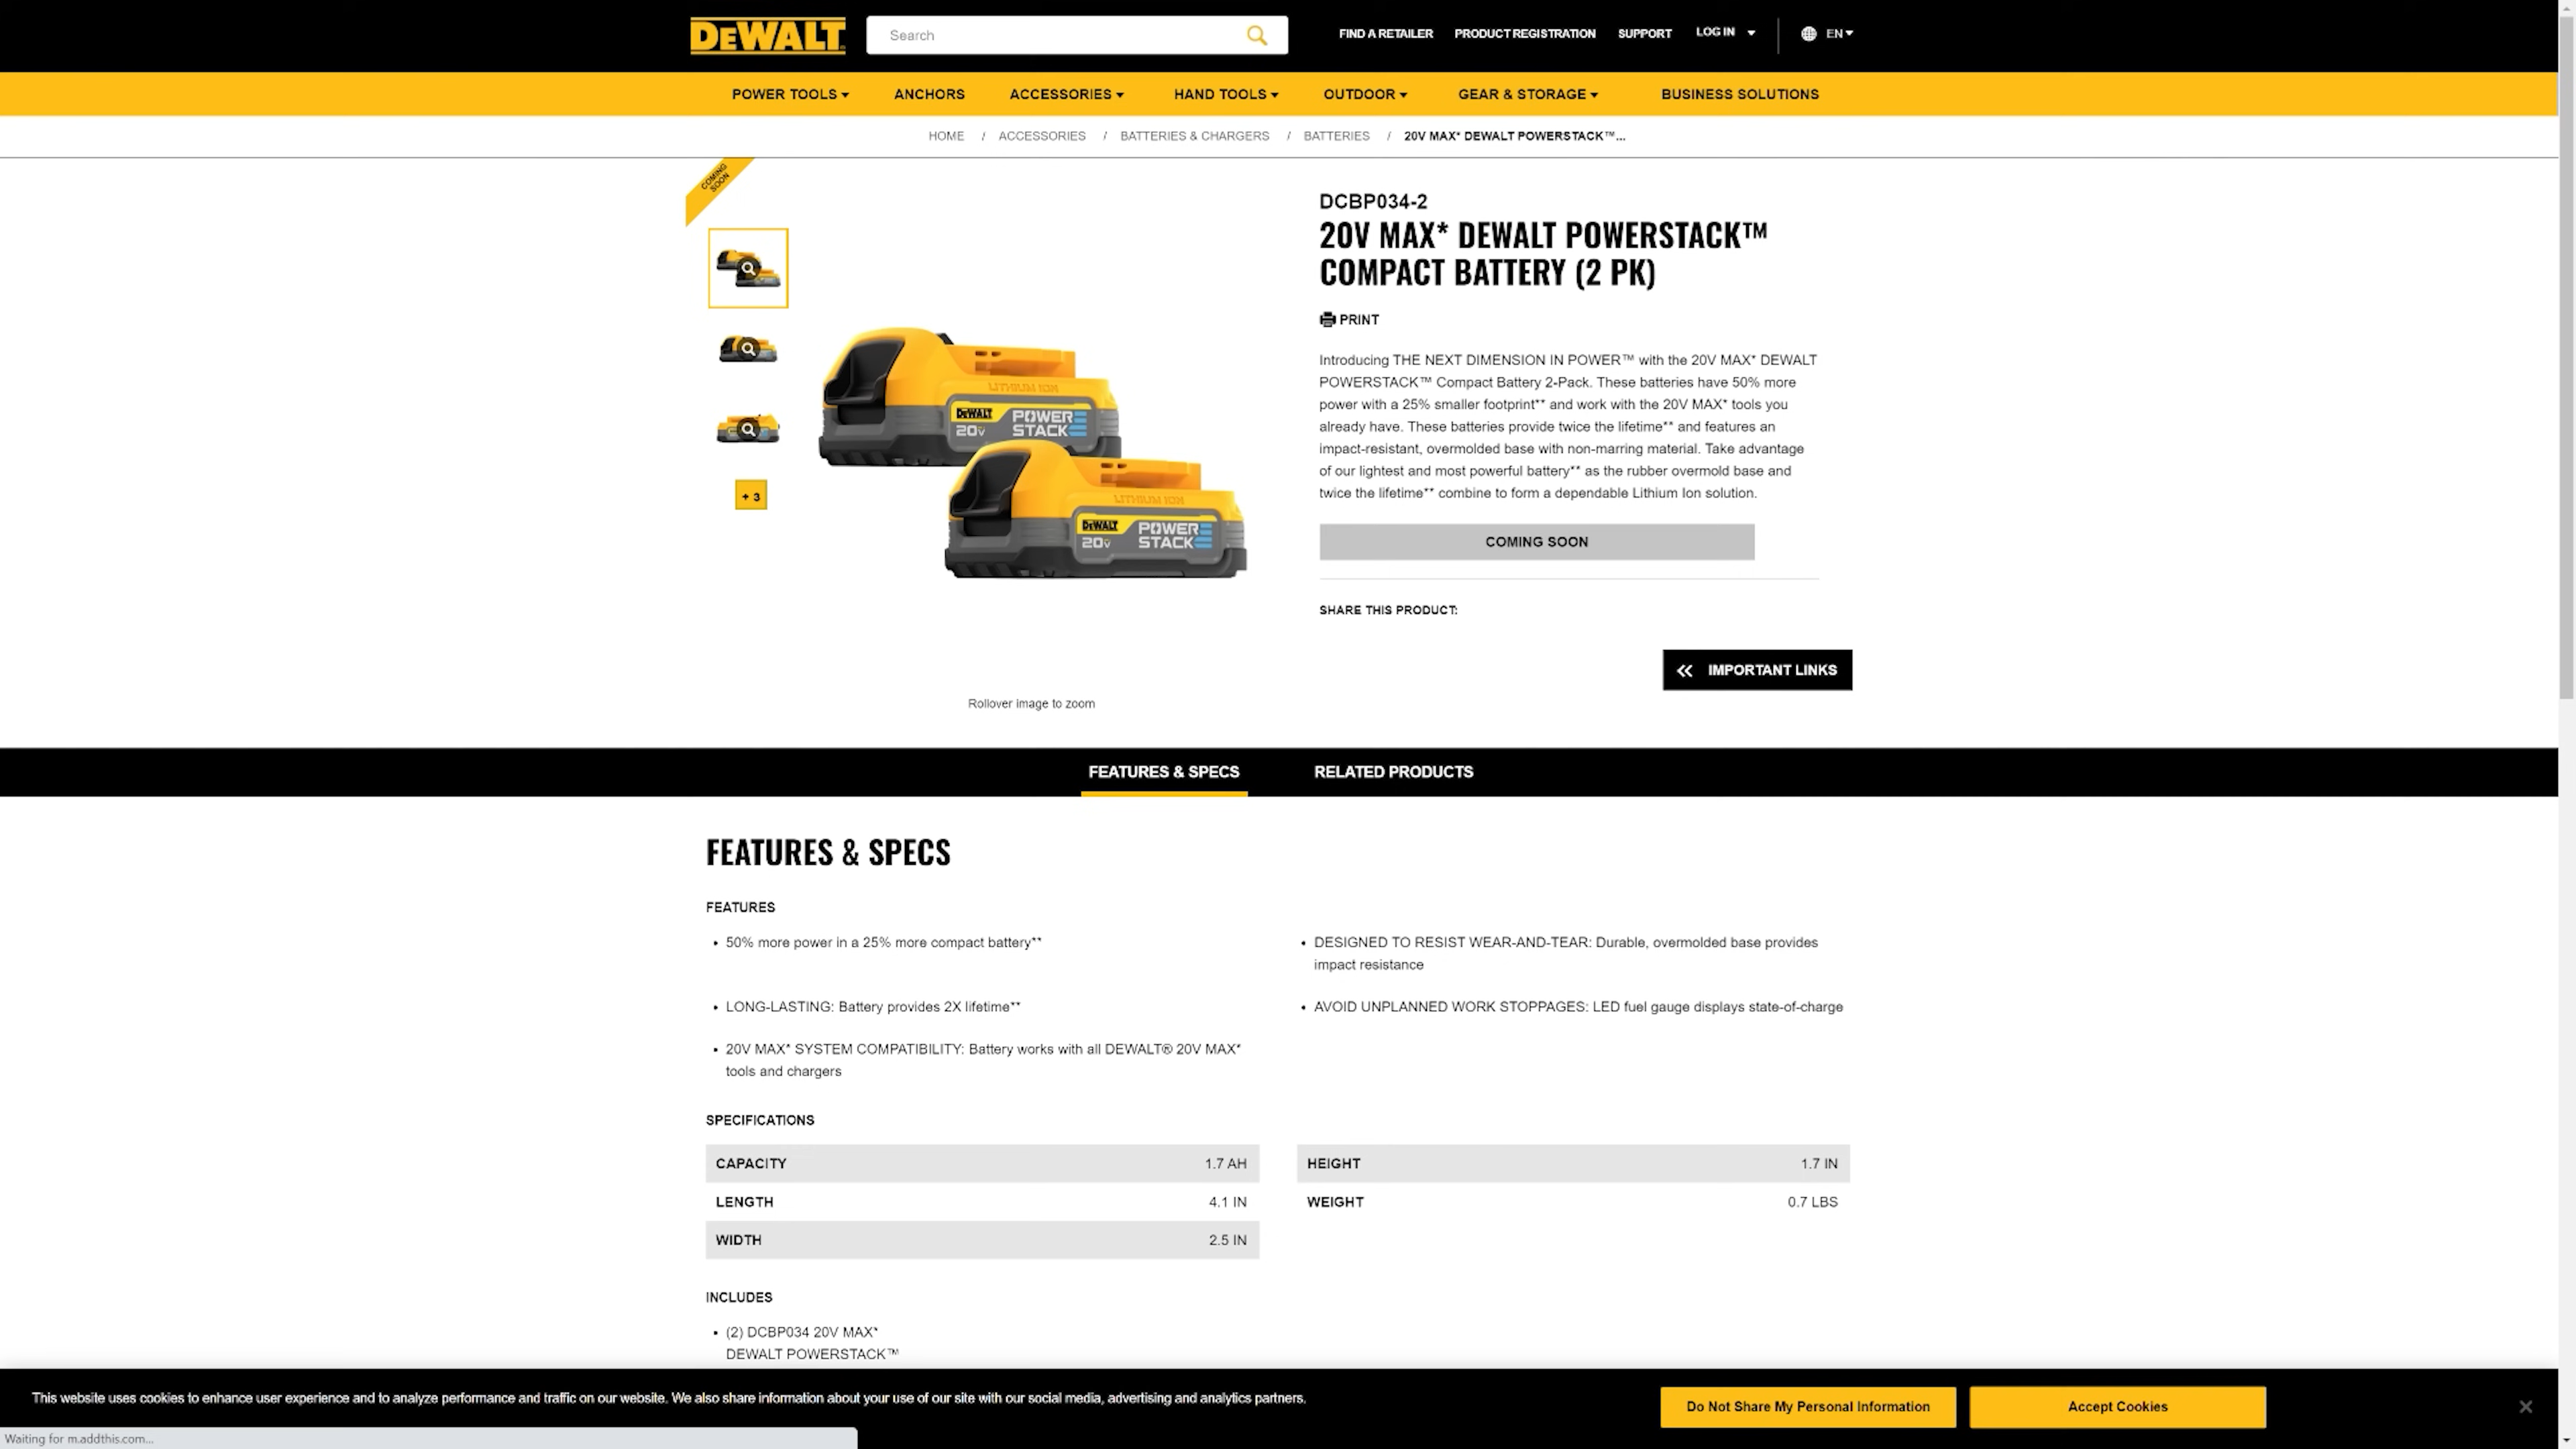 DEWALT
Search
FIND A RETAILER
PRODUCT REGISTRATION
SUPPORT
LOG IN
EN
POWER TOOLS
ANCHORS
ACCESSORIES
HAND TOOLS
OUTDOOR
GEAR & STORAGE
BUSINESS SOLUTIONS
HOME / ACCESSORIES / BATTERIES & CHARGERS / BATTERIES / 20V MAX* DEWALT POWERSTACK™...
COMING
SOON
+ 3
LITHIUM ION
DEWALT
20V
POWER
STACK
LITHIUM ION
DEWALT
20V
POWER
STACK
Rollover image to zoom
DCBP034-2
20V MAX* DEWALT POWERSTACK™
COMPACT BATTERY (2 PK)
PRINT
Introducing THE NEXT DIMENSION IN POWER™ with the 20V MAX* DEWALT
POWERSTACK™ Compact Battery 2-Pack. These batteries have 50% more
power with a 25% smaller footprint** and work with the 20V MAX* tools you
already have. These batteries provide twice the lifetime** and features an
impact-resistant, overmolded base with non-marring material. Take advantage
of our lightest and most powerful battery** as the rubber overmold base and
twice the lifetime** combine to form a dependable Lithium Ion solution.
COMING SOON
SHARE THIS PRODUCT:
IMPORTANT LINKS
FEATURES & SPECS
RELATED PRODUCTS
FEATURES & SPECS
FEATURES
• 50% more power in a 25% more compact battery**
• DESIGNED TO RESIST WEAR-AND-TEAR: Durable, overmolded base provides
impact resistance
• LONG-LASTING: Battery provides 2X lifetime**
• AVOID UNPLANNED WORK STOPPAGES: LED fuel gauge displays state-of-charge
• 20V MAX* SYSTEM COMPATIBILITY: Battery works with all DEWALT® 20V MAX*
tools and chargers
SPECIFICATIONS
CAPACITY 1.7 AH
HEIGHT 1.7 IN
LENGTH 4.1 IN
WEIGHT 0.7 LBS
WIDTH 2.5 IN
INCLUDES
• (2) DCBP034 20V MAX*
DEWALT POWERSTACK™
This website uses cookies to enhance user experience and to analyze performance and traffic on our website. We also share information about your use of our site with our social media, advertising and analytics partners.
Do Not Share My Personal Information
Accept Cookies
Waiting for m.addthis.com...